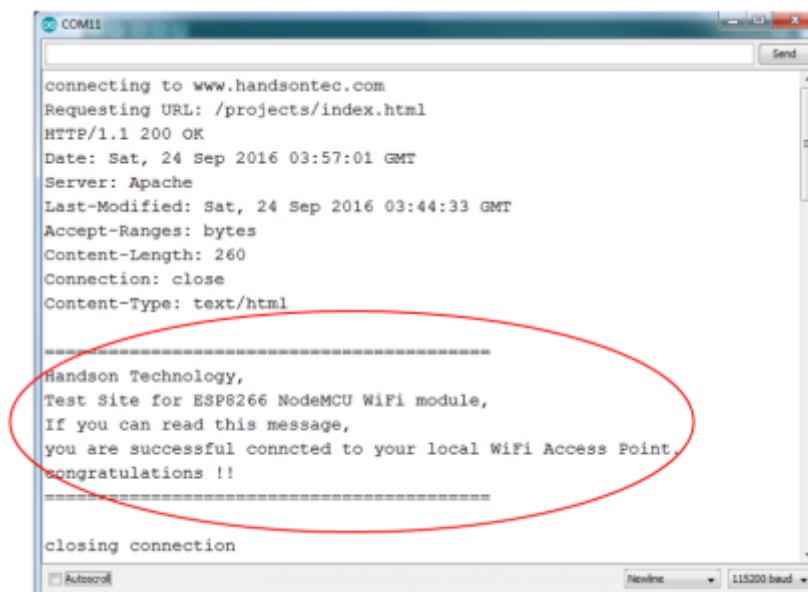 COM11
Send
connecting to www.handsontec.com
Requesting URL: /projects/index.html
HTTP/1.1 200 OK
Date: Sat, 24 Sep 2016 03:57:01 GMT
Server: Apache
Last-Modified: Sat, 24 Sep 2016 03:44:33 GMT
Accept-Ranges: bytes
Content-Length: 260
Connection: close
Content-Type: text/html
==========================================
Handson Technology,
Test Site for ESP8266 NodeMCU WiFi module,
If you can read this message,
you are successful conncted to your local WiFi Access Point,
congratulations !!
==========================================
closing connection
Autoscroll Newline 115200 baud